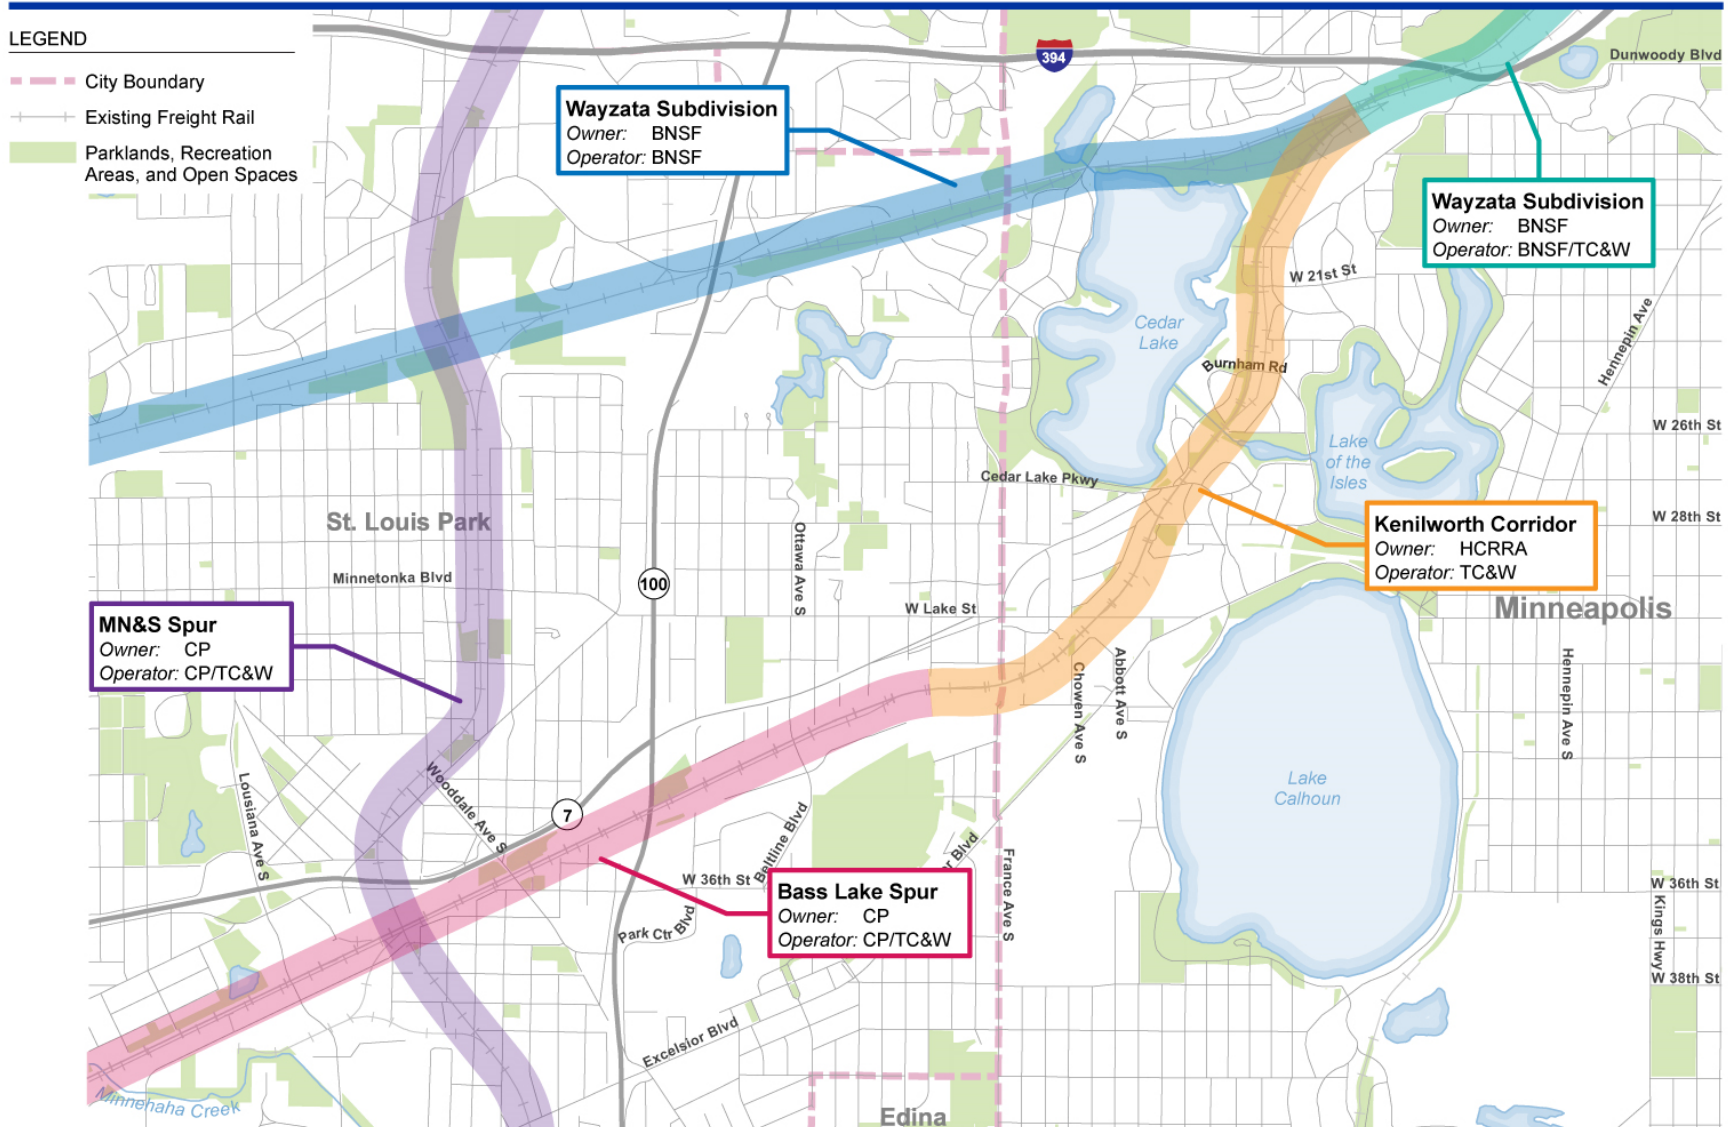 LEGEND
City Boundary
Existing Freight Rail
Parklands, Recreation
Areas, and Open Spaces
394
Dunwoody Blvd
Wayzata Subdivision
Owner: BNSF
Operator: BNSF
Wayzata Subdivision
Owner: BNSF
Operator: BNSF/TC&W
W 21st St
Hennepin Ave
Cedar
Lake
Burnham Rd
W 26th St
Lake
of the
Isles
Cedar Lake Pkwy
W 28th St
St. Louis Park
Ottawa Ave S
Kenilworth Corridor
Owner: HCRRA
Operator: TC&W
Minnetonka Blvd
100
W Lake St
Minneapolis
MN&S Spur
Owner: CP
Operator: CP/TC&W
Chowen Ave S
Abbott Ave S
Hennepin Ave S
Wooddale Ave S
Lousiana Ave S
7
Lake
Calhoun
Beltline Blvd
r Blvd
France Ave S
W 36th St
W 36th St
Bass Lake Spur
Owner: CP
Operator: CP/TC&W
Park Ctr Blvd
Kings Hwy
W 38th St
Excelsior Blvd
Minnehaha Creek
Edina